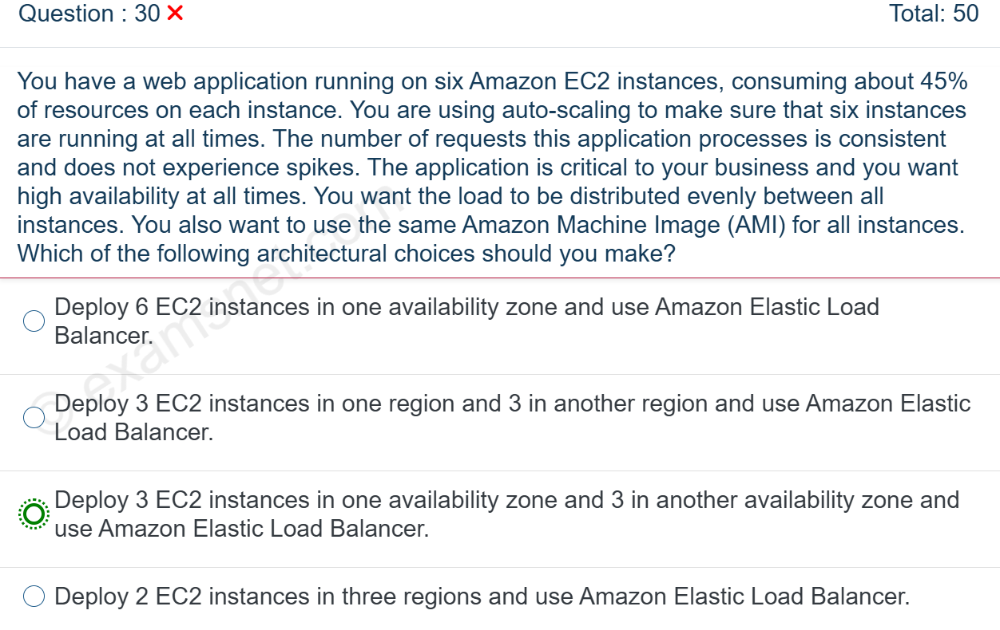 Question : 30 ❌ Total: 50
You have a web application running on six Amazon EC2 instances, consuming about 45%
of resources on each instance. You are using auto-scaling to make sure that six instances
are running at all times. The number of requests this application processes is consistent
and does not experience spikes. The application is critical to your business and you want
high availability at all times. You want the load to be distributed evenly between all
instances. You also want to use the same Amazon Machine Image (AMI) for all instances.
Which of the following architectural choices should you make?
Deploy 6 EC2 instances in one availability zone and use Amazon Elastic Load
Balancer.
Deploy 3 EC2 instances in one region and 3 in another region and use Amazon Elastic
Load Balancer.
Deploy 3 EC2 instances in one availability zone and 3 in another availability zone and
use Amazon Elastic Load Balancer.
Deploy 2 EC2 instances in three regions and use Amazon Elastic Load Balancer.
© examsnet.com